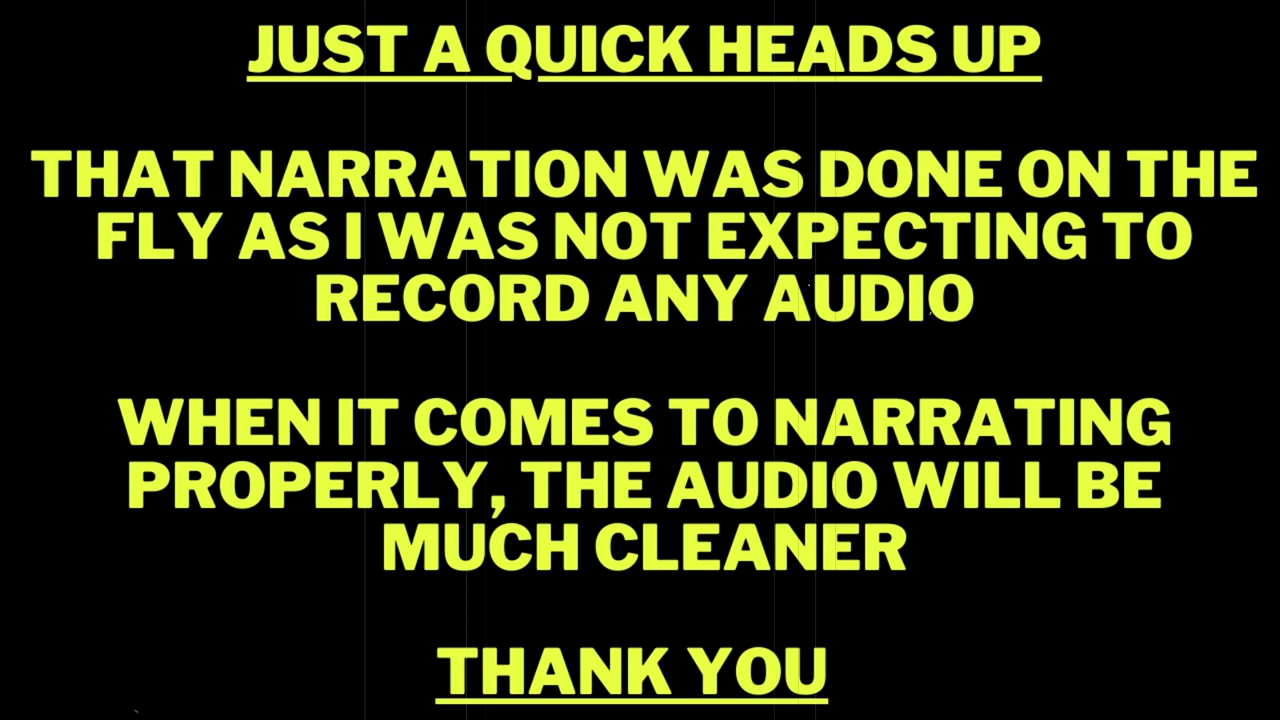 JUST A QUICK HEADS UP
THAT NARRATION WAS DONE ON THE
FLY AS I WAS NOT EXPECTING TO
RECORD ANY AUDIO
WHEN IT COMES TO NARRATING
PROPERLY, THE AUDIO WILL BE
MUCH CLEANER
THANK YOU